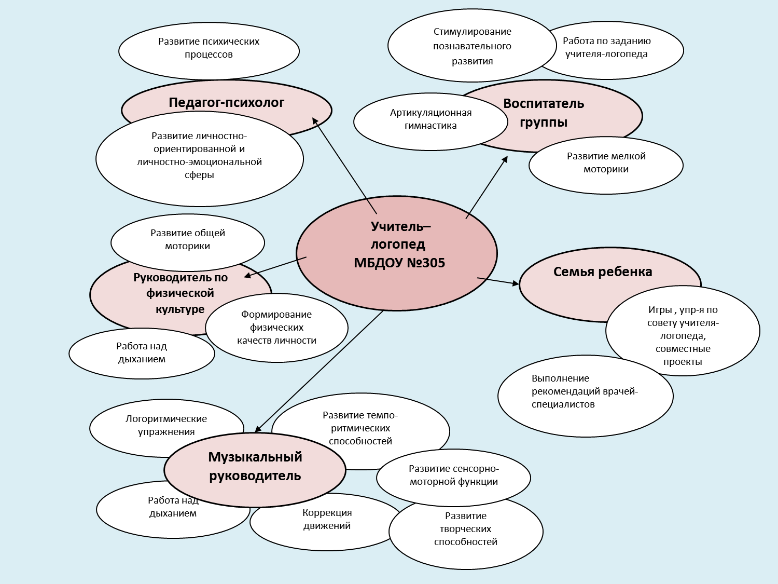 Развитие психических
процессов
Педагог-психолог
Развитие личностно-
ориентированной и
личностно-эмоциональной
сферы
Стимулирование
познавательного
развития
Работа по заданию
учителя-логопеда
Воспитатель
группы
Артикуляционная
гимнастика
Развитие мелкой
моторики
Учитель–
логопед
МБДОУ №305
Развитие общей
моторики
Руководитель по
физической
культуре
Формирование
физических
качеств личности
Работа над
дыханием
Семья ребенка
Игры , упр-я по
совету учителя-
логопеда,
совместные
проекты
Выполнение
рекомендаций врачей-
специалистов
Логоритмические
упражнения
Развитие темпо-
ритмических
способностей
Музыкальный
руководитель
Развитие сенсорно-
моторной функции
Работа над
дыханием
Коррекция
движений
Развитие
творческих
способностей